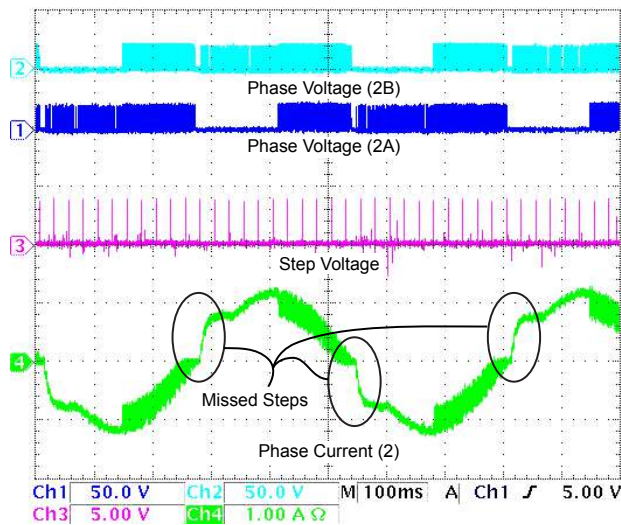 2
Phase Voltage (2B)
1
Phase Voltage (2A)
3
Step Voltage
4
Missed Steps
Phase Current (2)
Ch1 50.0 V Ch2 50.0 V M 100ms A Ch1 5.00 V
Ch3 5.00 V Ch4 1.00 A Ω